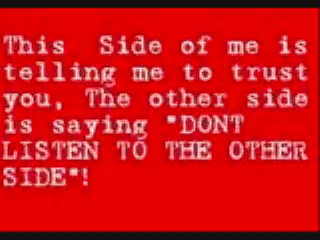 This Side of me is
telling me to trust
you, The other side
is saying "DONT
LISTEN TO THE OTHER
SIDE"!